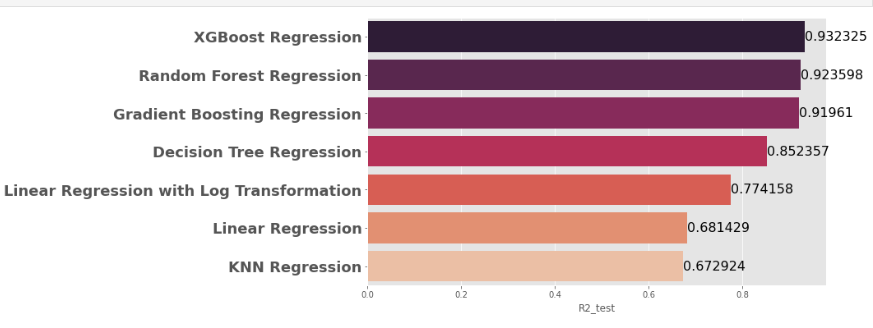 XGBoost Regression 0.932325
Random Forest Regression 0.923598
Gradient Boosting Regression 0.91961
Decision Tree Regression 0.852357
Linear Regression with Log Transformation 0.774158
Linear Regression 0.681429
KNN Regression 0.672924
0.0 0.2 0.4 0.6 0.8
R2_test